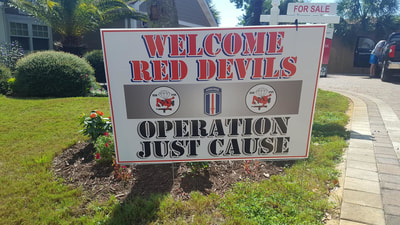 FOR SALE
WELCOME
RED DEVILS
OPERATION
JUST CAUSE